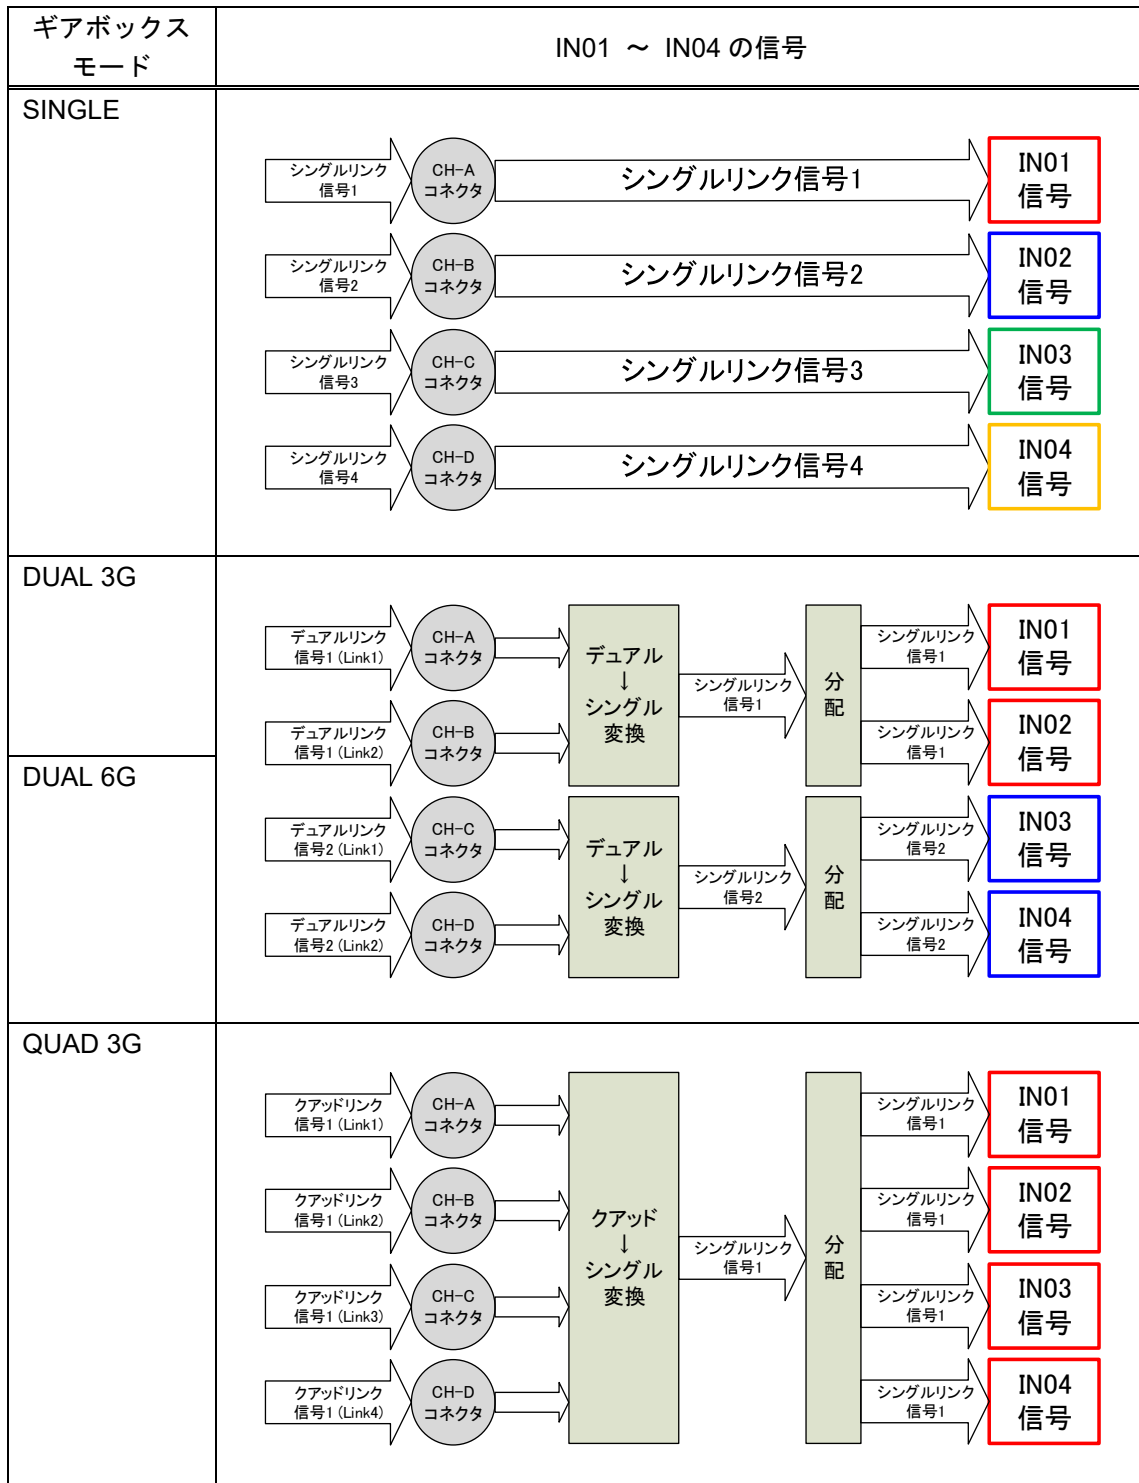 ギアボックス
モード
IN01 ～ IN04 の信号
SINGLE
シングルリンク
信号1
CH-A
コネクタ
シングルリンク信号1
IN01
信号
シングルリンク
信号2
CH-B
コネクタ
シングルリンク信号2
IN02
信号
シングルリンク
信号3
CH-C
コネクタ
シングルリンク信号3
IN03
信号
シングルリンク
信号4
CH-D
コネクタ
シングルリンク信号4
IN04
信号
DUAL 3G
DUAL 6G
デュアルリンク
信号1 (Link1)
CH-A
コネクタ
デュアルリンク
信号1 (Link2)
CH-B
コネクタ
デュアル
↓
シングル
変換
シングルリンク
信号1
分
配
シングルリンク
信号1
IN01
信号
シングルリンク
信号1
IN02
信号
デュアルリンク
信号2 (Link1)
CH-C
コネクタ
デュアルリンク
信号2 (Link2)
CH-D
コネクタ
デュアル
↓
シングル
変換
シングルリンク
信号2
分
配
シングルリンク
信号2
IN03
信号
シングルリンク
信号2
IN04
信号
QUAD 3G
クアッドリンク
信号1 (Link1)
CH-A
コネクタ
クアッドリンク
信号1 (Link2)
CH-B
コネクタ
クアッドリンク
信号1 (Link3)
CH-C
コネクタ
クアッドリンク
信号1 (Link4)
CH-D
コネクタ
クアッド
↓
シングル
変換
シングルリンク
信号1
分
配
シングルリンク
信号1
IN01
信号
シングルリンク
信号1
IN02
信号
シングルリンク
信号1
IN03
信号
シングルリンク
信号1
IN04
信号